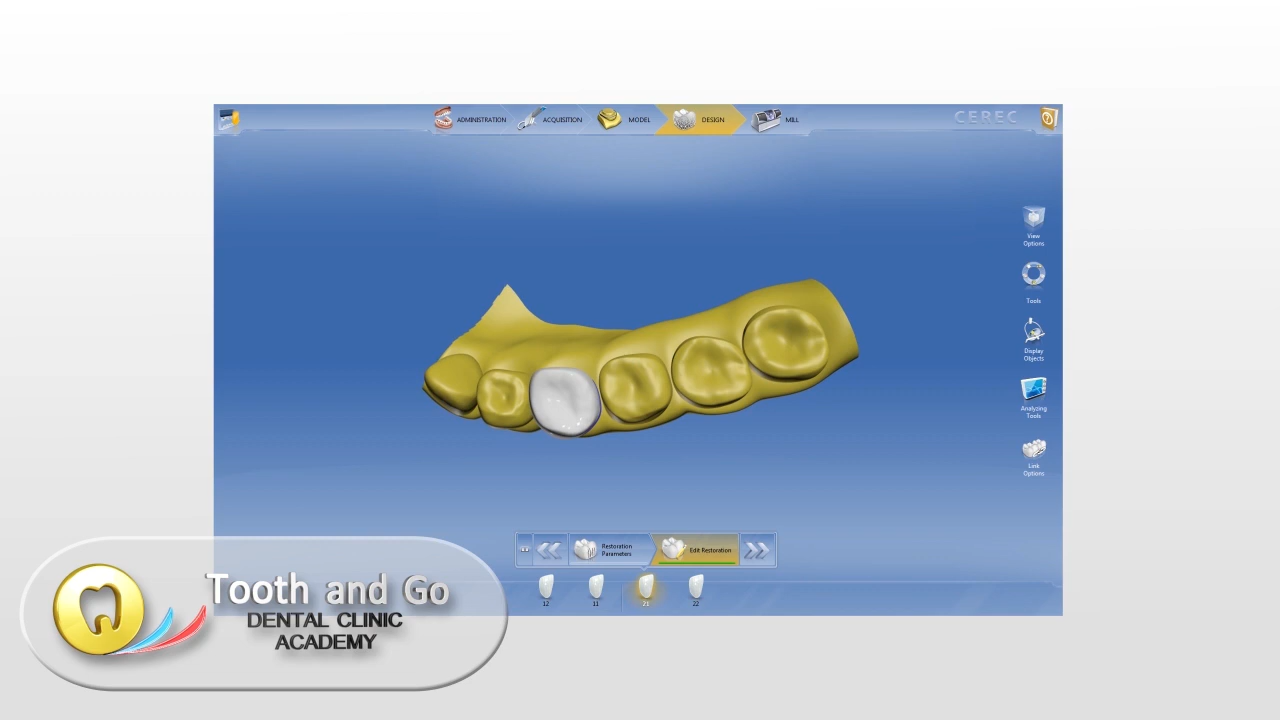 ADMINISTRATION
ACQUISITION
MODEL
DESIGN
MILL
CEREC
View
Options
Tools
Display
Objects
Analyzing
Tools
Link
Options
Restoration
Parameters
Edit Restoration
12
11
21
22
Tooth and Go
DENTAL CLINIC
ACADEMY